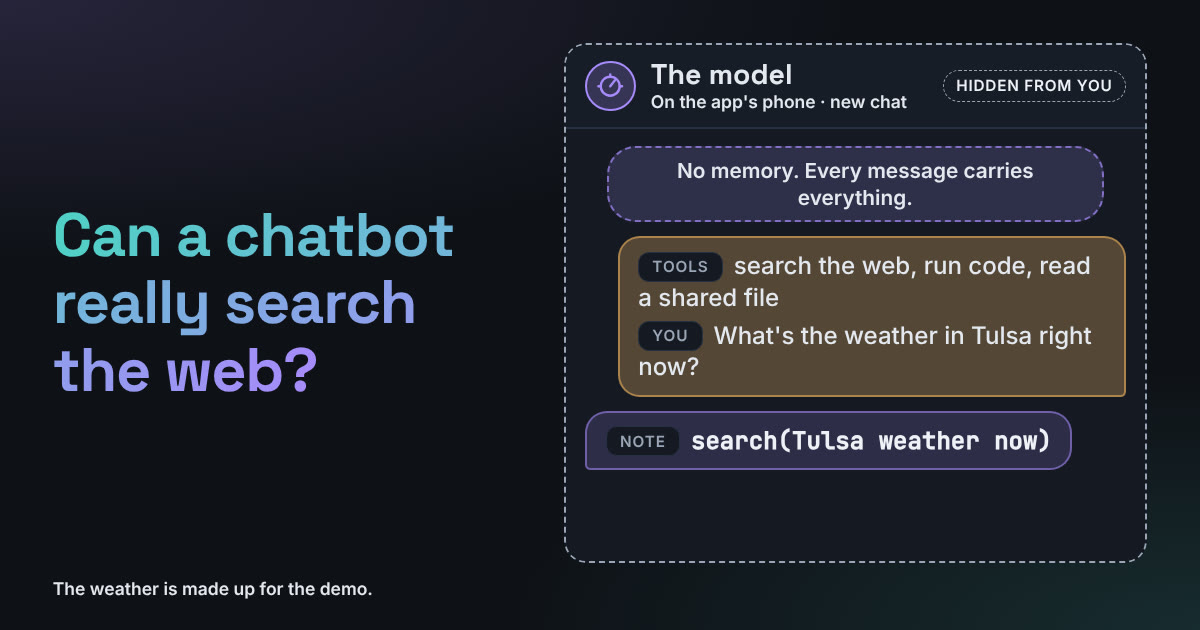 Can a chatbot
really search
the web?
The weather is made up for the demo.
The model
On the app's phone · new chat
HIDDEN FROM YOU
No memory. Every message carries
everything.
TOOLS search the web, run code, read
a shared file
YOU What's the weather in Tulsa right
now?
NOTE search(Tulsa weather now)